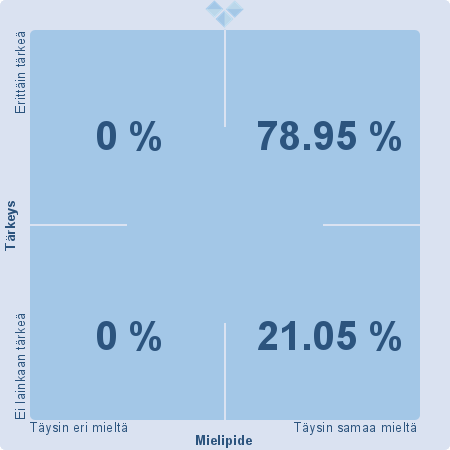 Erittäin tärkeä
0 % 78.95 %
Tärkeys
0 % 21.05 %
Ei lainkaan tärkeä
Täysin eri mieltä Täysin samaa mieltä
Mielipide